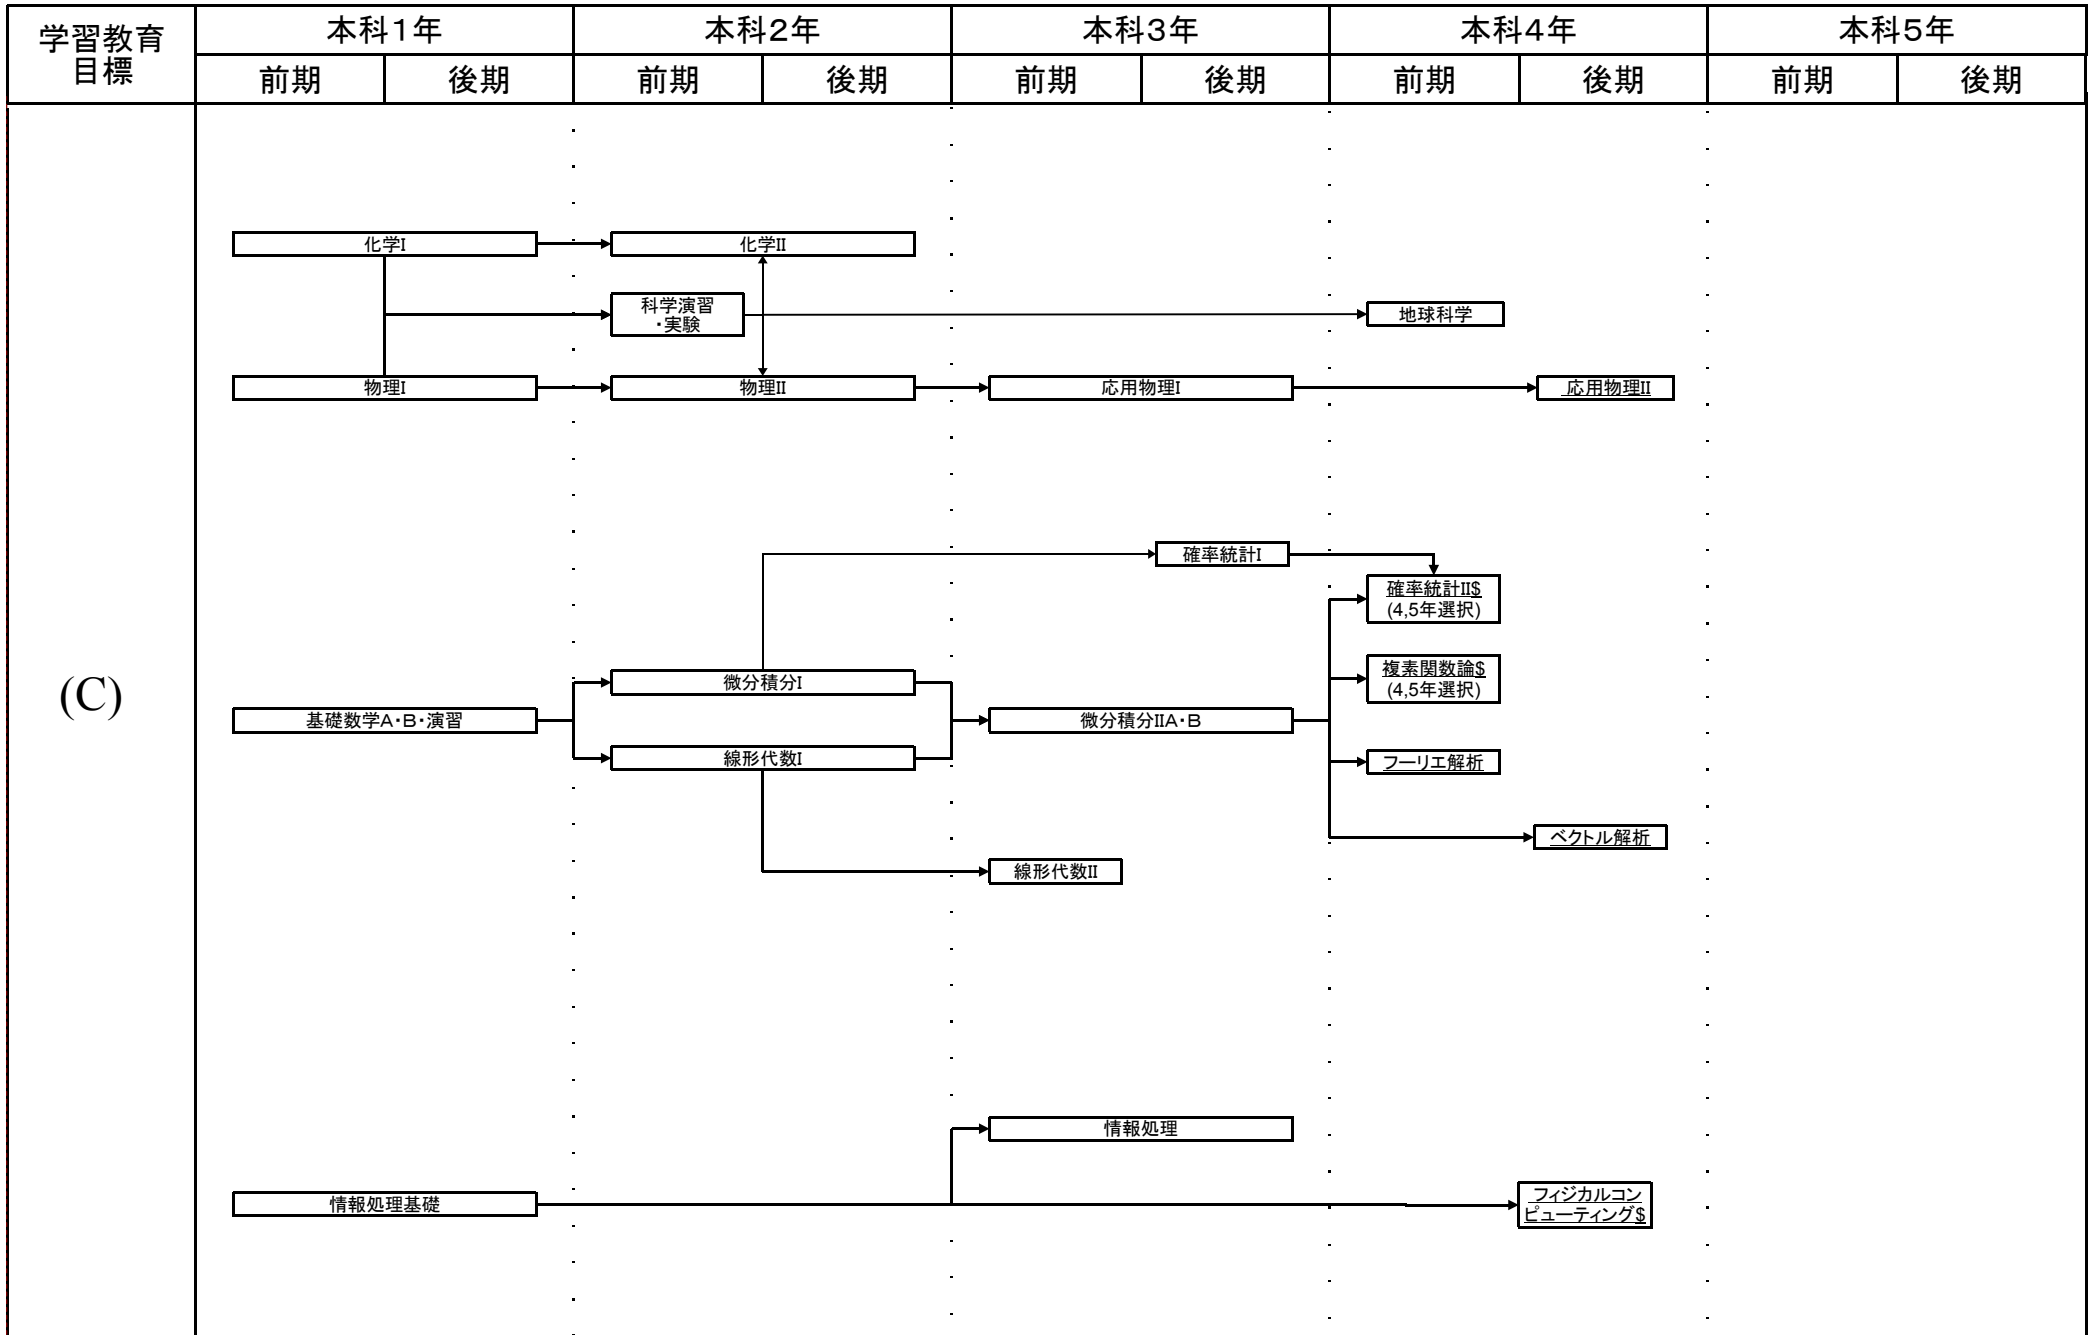 学習教育
目標
本科１年
本科２年
本科３年
本科４年
本科５年
前期
後期
前期
後期
前期
後期
前期
後期
前期
後期
化学I
化学II
科学演習
・実験
地球科学
物理I
物理II
応用物理I
応用物理II
確率統計I
確率統計II$
(4,5年選択)
複素関数論$
(4,5年選択)
微分積分I
(C)
基礎数学A・B・演習
微分積分IIA・B
線形代数I
フーリエ解析
ベクトル解析
線形代数II
情報処理
情報処理基礎
フィジカルコン
ピューティング$